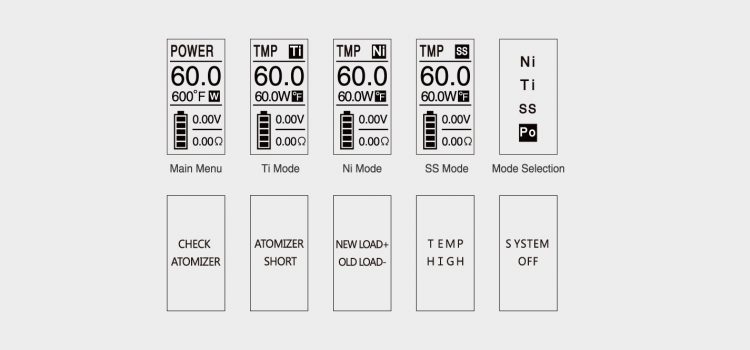 POWER
60.0
600°F W
0.00V
0.00Ω
Main Menu
TMP Ti
60.0
60.0W °F
0.00V
0.00Ω
Ti Mode
TMP Ni
60.0
60.0W °F
0.00V
0.00Ω
Ni Mode
TMP SS
60.0
60.0W °F
0.00V
0.00Ω
SS Mode
Ni
Ti
SS
Po
Mode Selection
CHECK
ATOMIZER
ATOMIZER
SHORT
NEW LOAD+
OLD LOAD-
TEMP
HIGH
SYSTEM
OFF